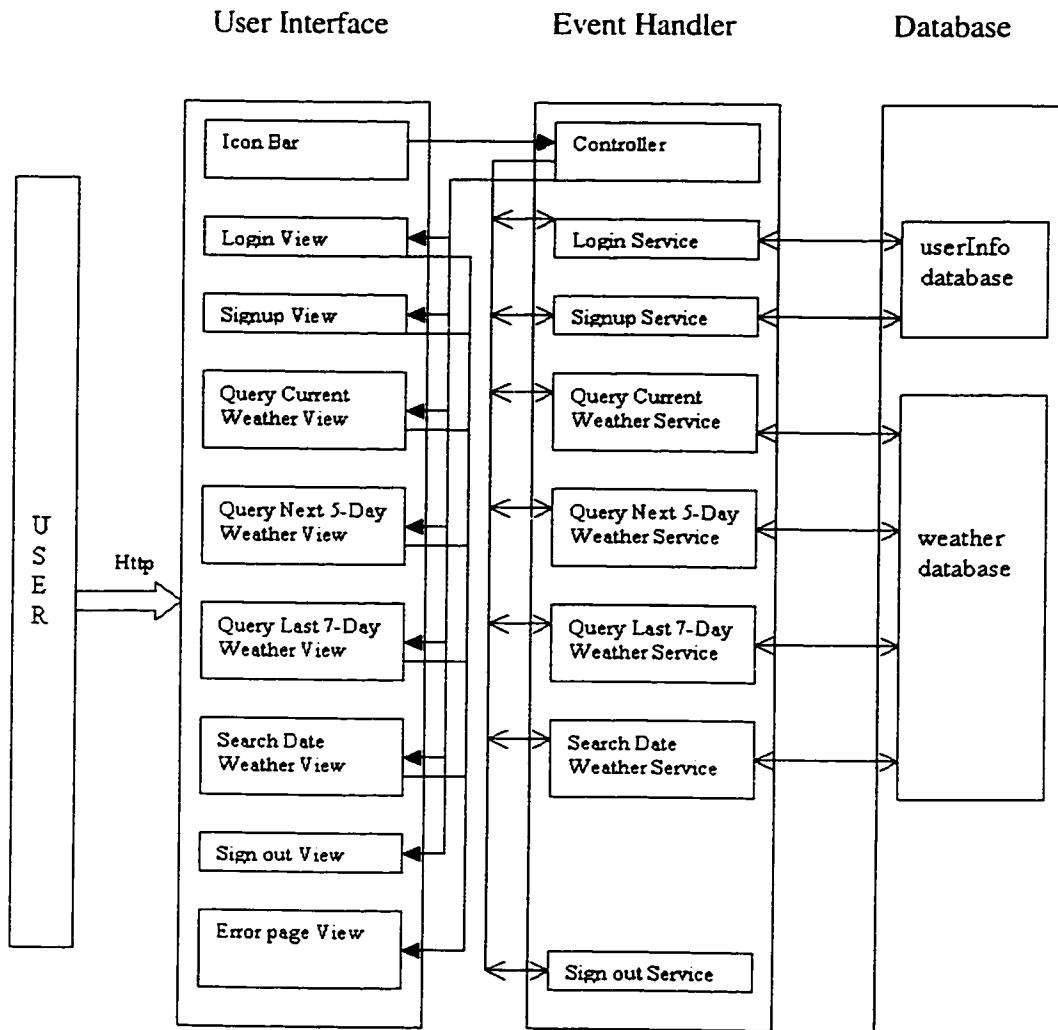 User Interface
Event Handler
Database
Icon Bar
Login View
Signup View
Query Current
Weather View
Query Next 5-Day
Weather View
Query Last 7-Day
Weather View
Search Date
Weather View
Sign out View
Error page View
Controller
Login Service
Signup Service
Query Current
Weather Service
Query Next 5-Day
Weather Service
Query Last 7-Day
Weather Service
Search Date
Weather Service
Sign out Service
userInfo
database
weather
database
U
S
E
R
Http